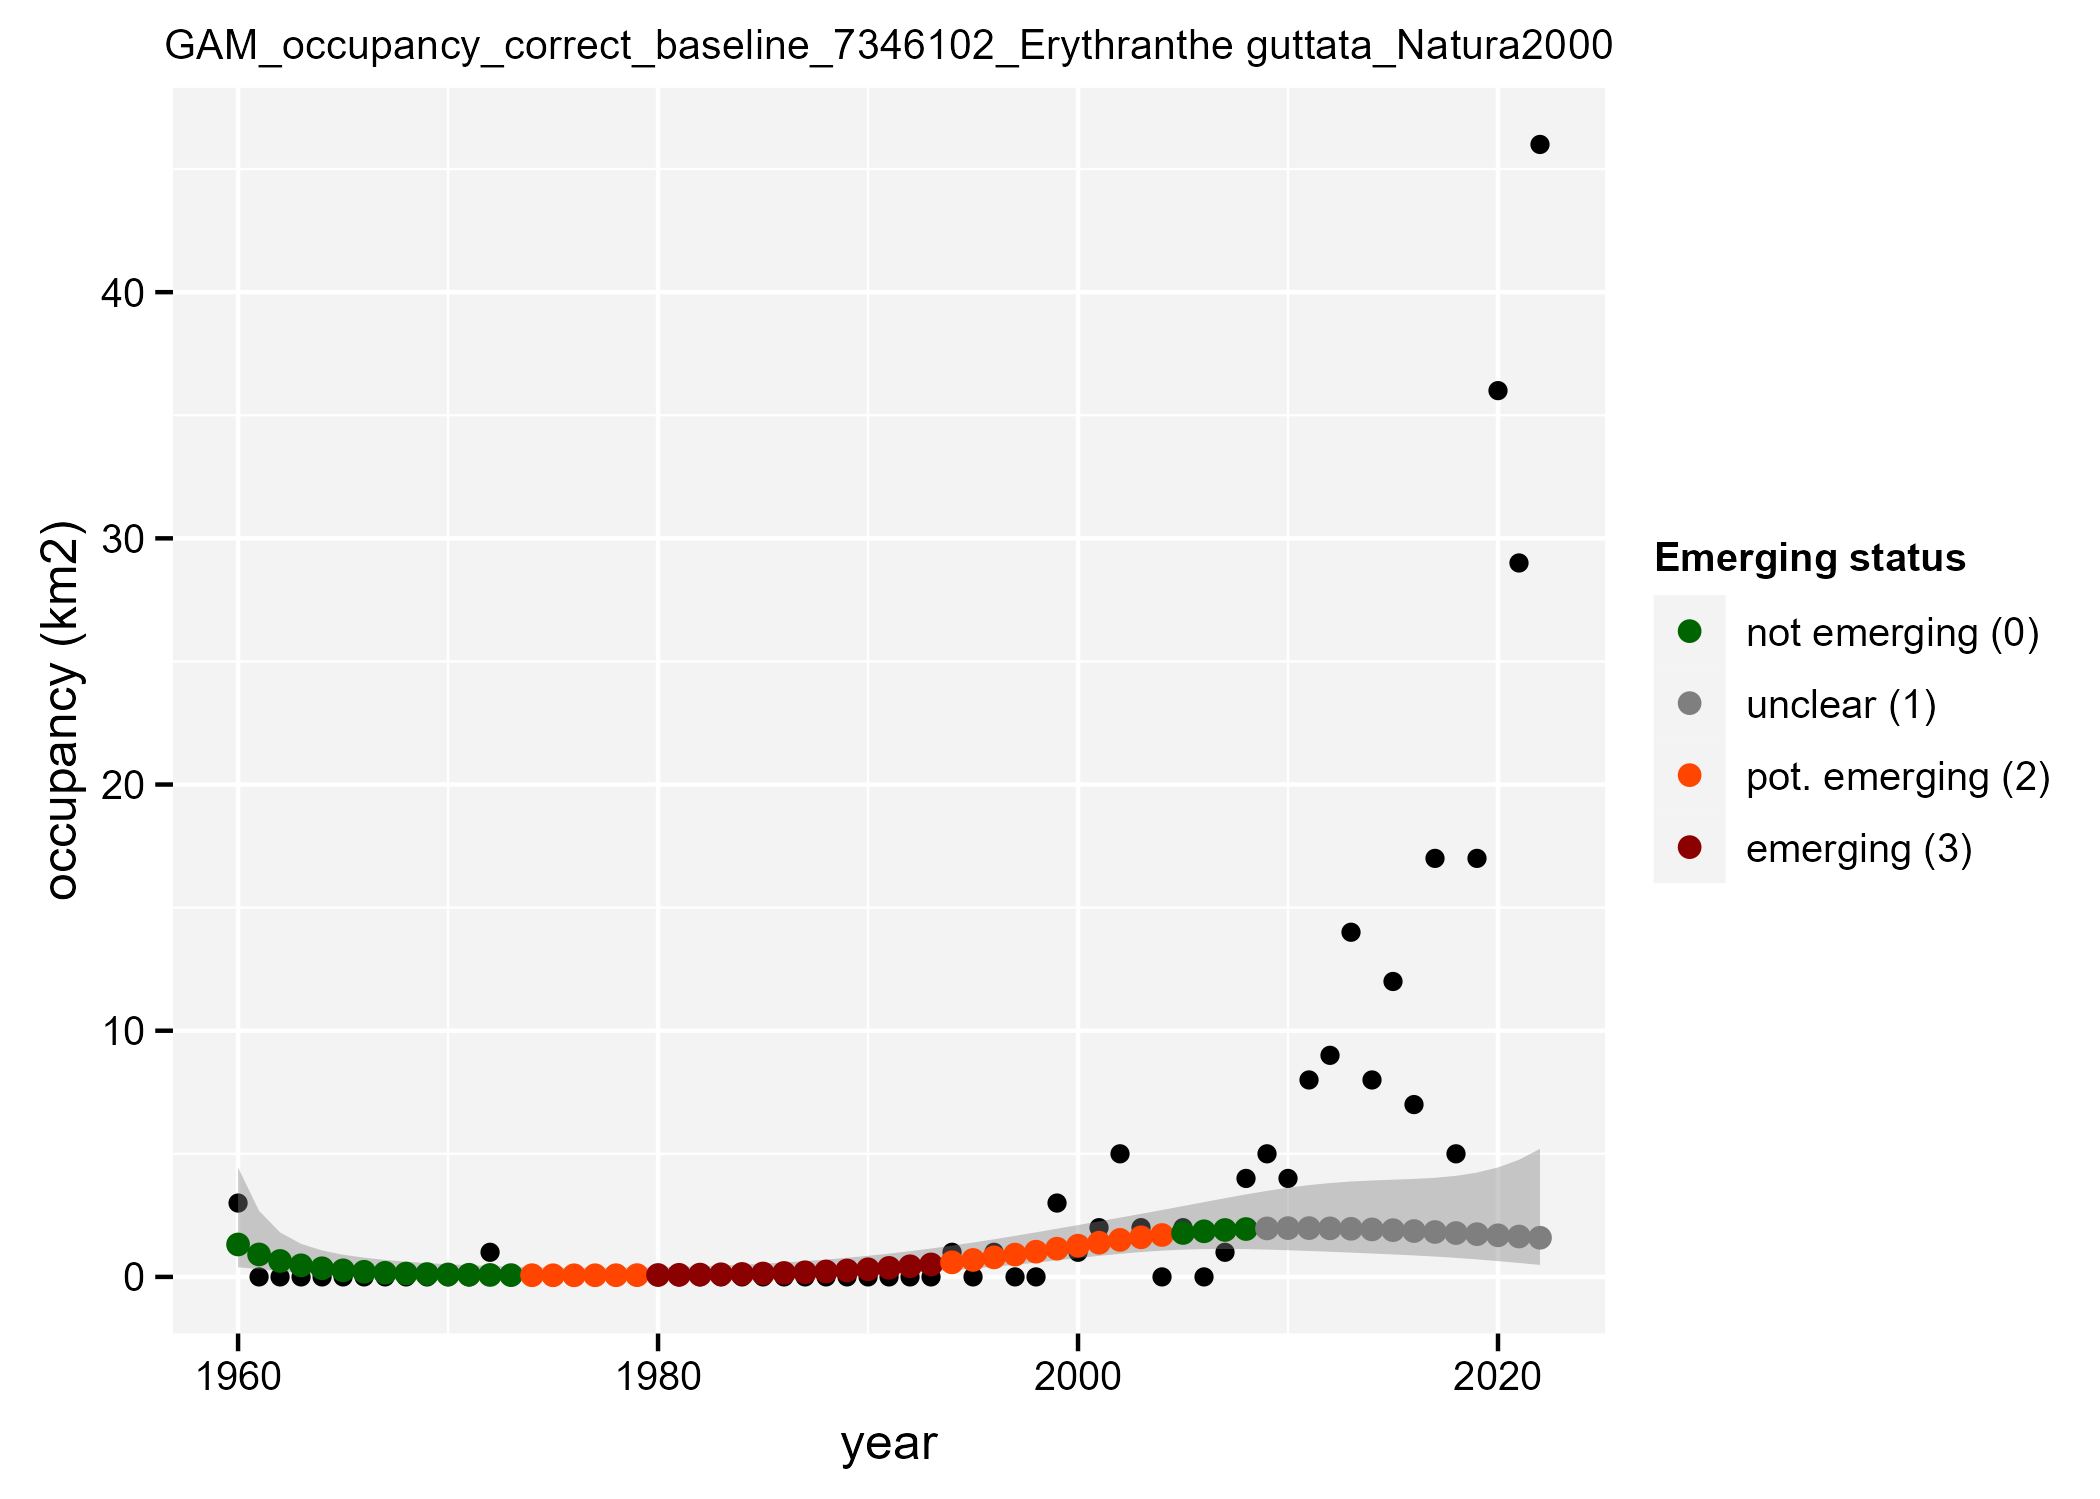 GAM_occupancy_correct_baseline_7346102_Erythranthe guttata_Natura2000
occupancy (km2)
40
30
20
10
0
1960
1980
2000
2020
year
Emerging status
not emerging (0)
unclear (1)
pot. emerging (2)
emerging (3)